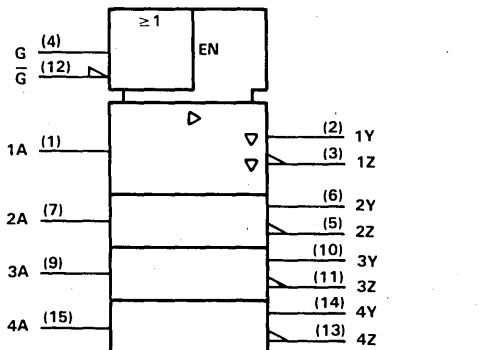 ≥1
EN
G (4)
G̅ (12)
1A (1)
(2) 1Y
(3) 1Z
2A (7)
(6) 2Y
(5) 2Z
3A (9)
(10) 3Y
(11) 3Z
4A (15)
(14) 4Y
(13) 4Z